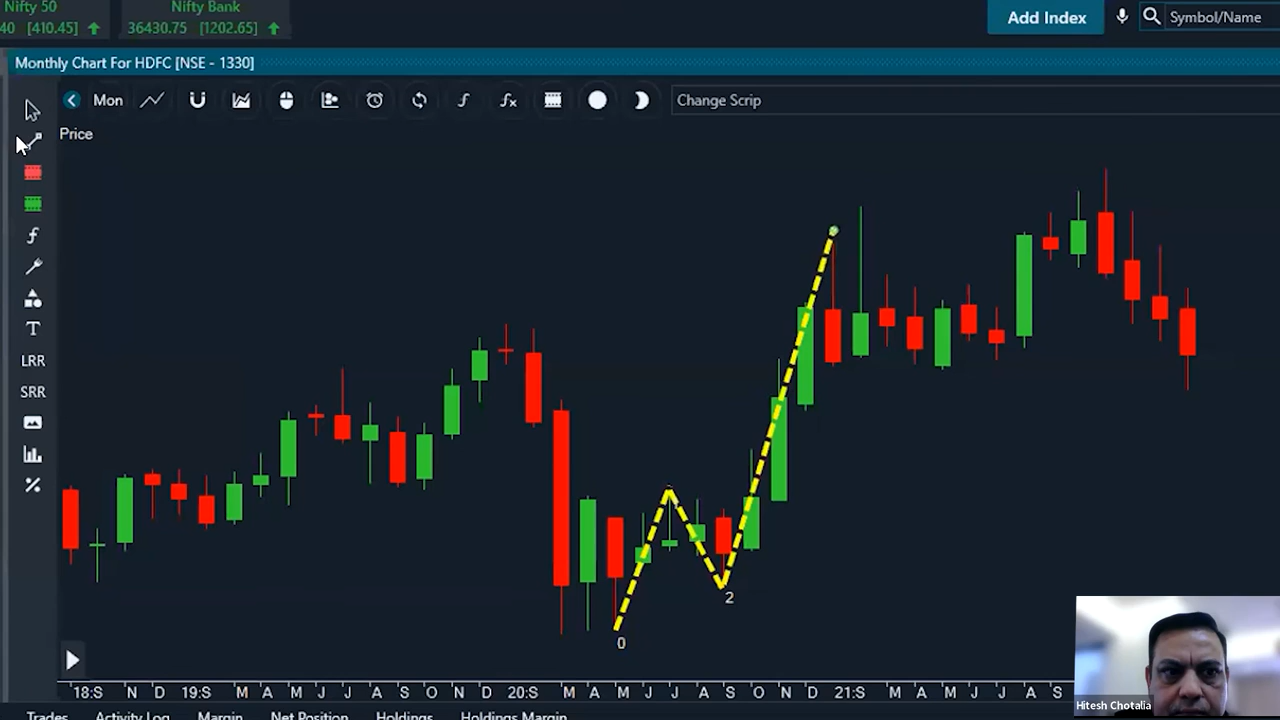 Nifty 50
40 [410.45]
Nifty Bank
36430.75 [1202.65]
Add Index
Symbol/Name
Monthly Chart For HDFC [NSE - 1330]
Mon
f
fx
Change Scrip
Price
f
T
LRR
SRR
%
0
2
18:S N D 19:S M A M J J A S O N D 20:S M A M J J A S O N D 21:S M A M J J A S
Hitesh Chotalia
Trades Activity Log Margin Net Position Holdings Holdings Margin